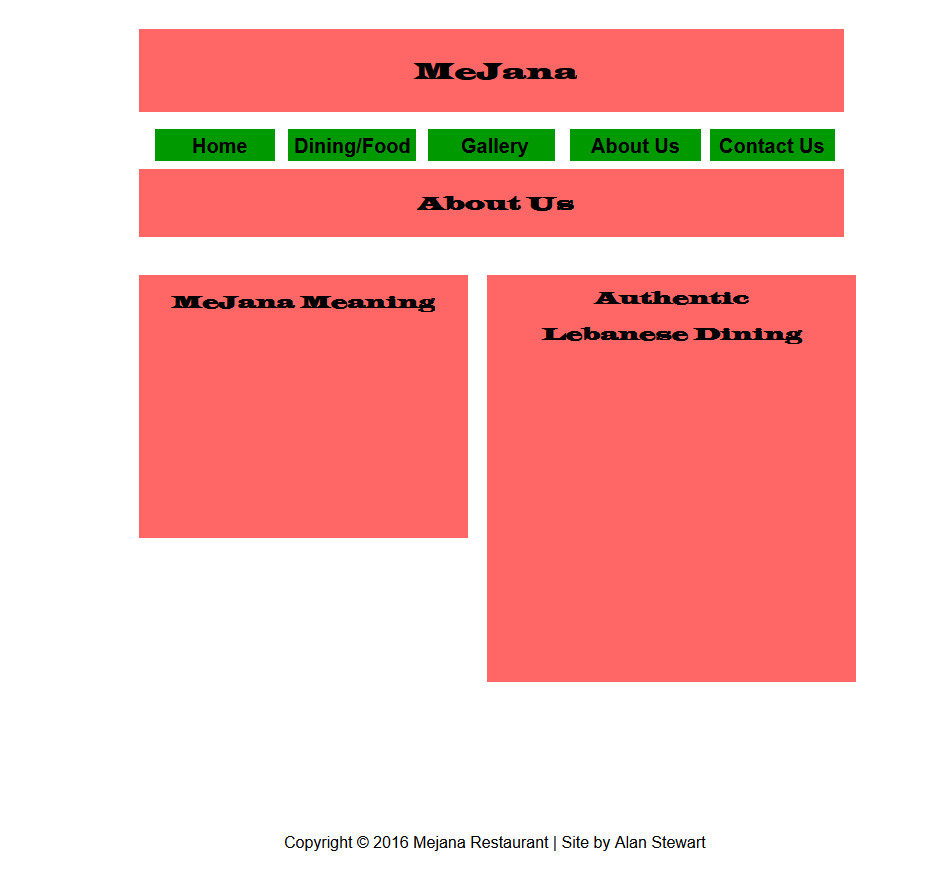 MeJana
Home Dining/Food Gallery About Us Contact Us
About Us
MeJana Meaning
Authentic
Lebanese Dining
Copyright © 2016 Mejana Restaurant | Site by Alan Stewart